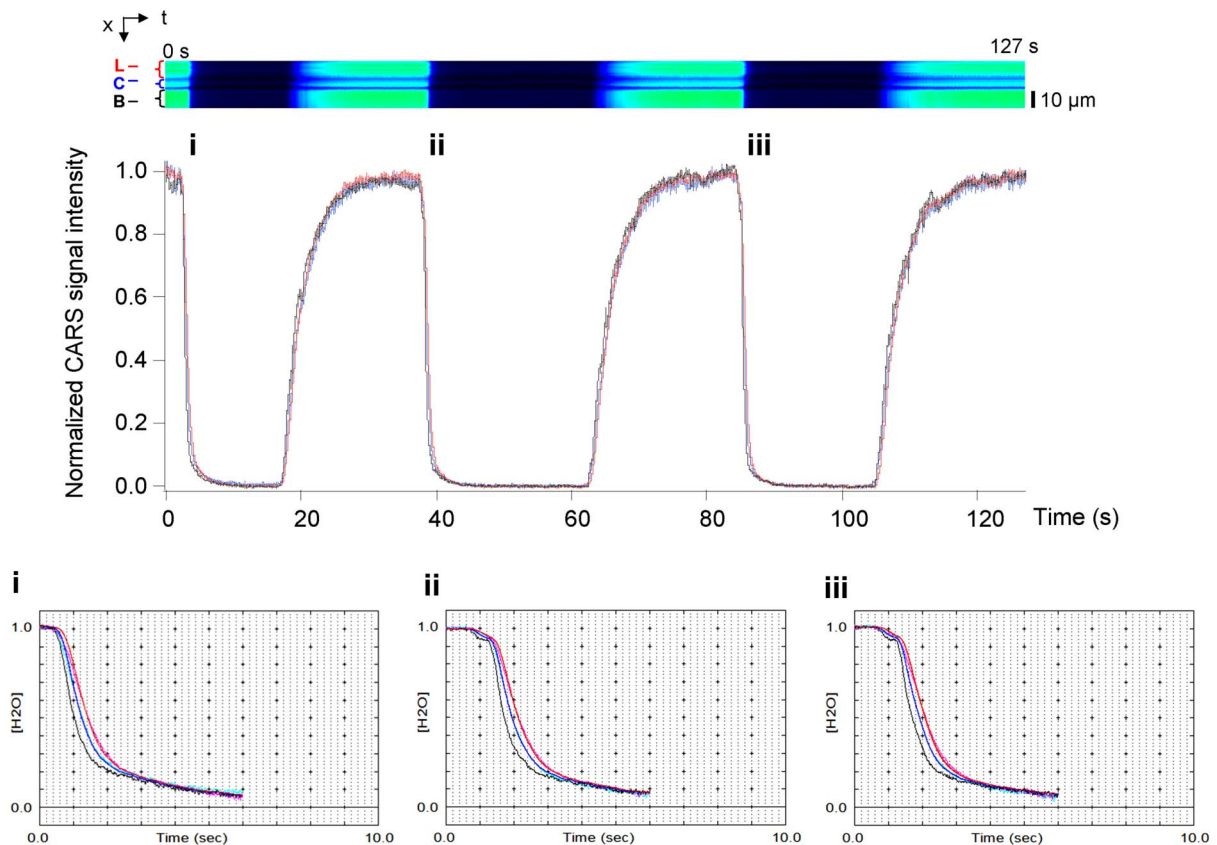 x t
0 s 127 s
L
C
B
10 µm
i ii iii
1.0
0.8
0.6
0.4
0.2
0.0
Normalized CARS signal intensity
0 20 40 60 80 100 120 Time (s)
i
1.0
[H2O]
0.0
0.0 Time (sec) 10.0
ii
1.0
[H2O]
0.0
0.0 Time (sec) 10.0
iii
1.0
[H2O]
0.0
0.0 Time (sec) 10.0